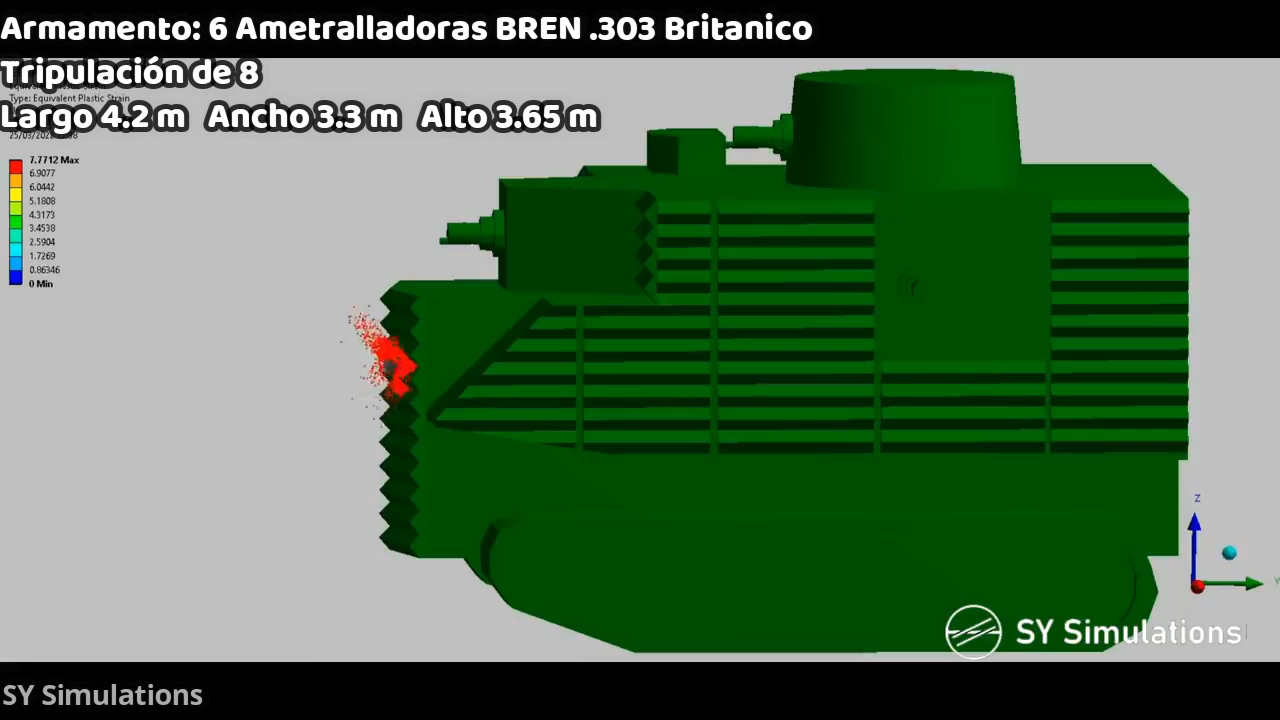 Armamento: 6 Ametralladoras BREN .303 Britanico
Tripulación de 8
Type: Equivalent Plastic Strain
Largo 4.2 m Ancho 3.3 m Alto 3.65 m
7.7712 Max
6.9077
6.0442
5.1808
4.3173
3.4538
2.5904
1.7269
0.86346
0 Min
Z
Y
SY Simulations
SY Simulations